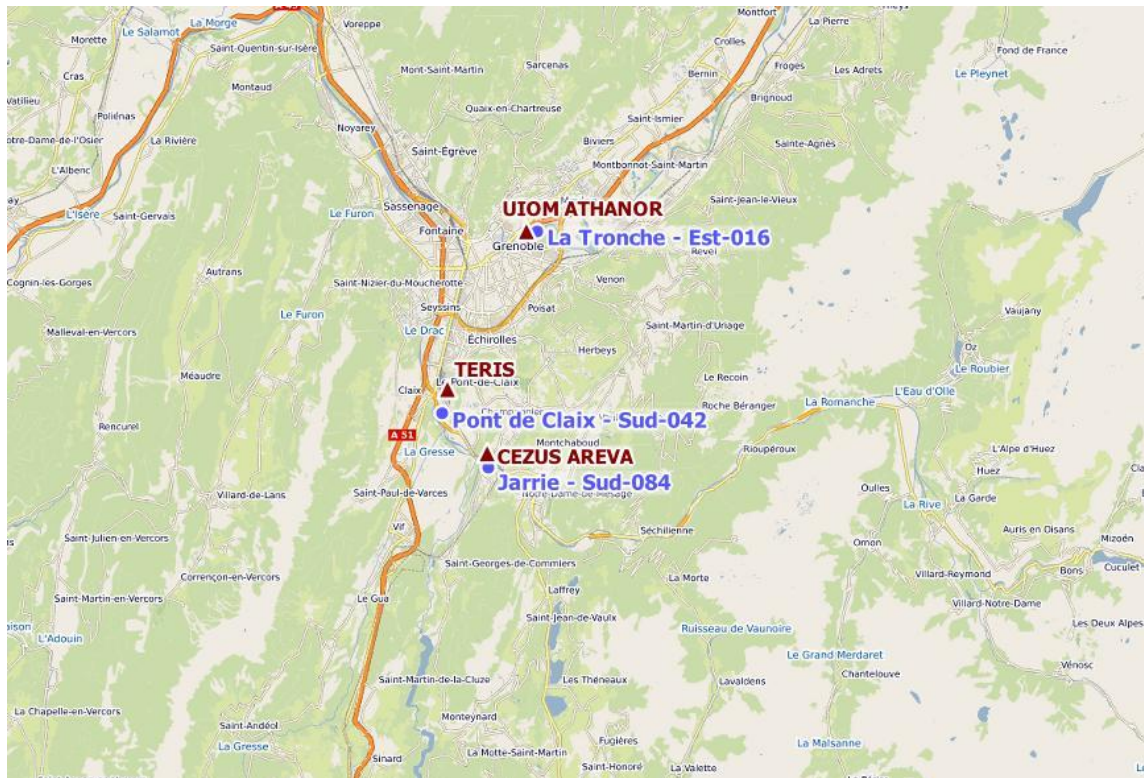 La Morge
Voreppe
Montfort
La Pierre
Morette
Le Salamot
Saint-Quentin-sur-Isère
Crolles
Froges
Les Adrets
Fond de France
Cras
Mont-Saint-Martin
Sarcenas
Bernin
Le Pleynet
Montaud
Brignoud
Poliénas
Quaix-en-Chartreuse
Noyarey
Saint-Ismier
La Rivière
Biviers
Sainte-Agnès
Saint-Égrève
L'Albenc
Montbonnot-Saint-Martin
Saint-Jean-le-Vieux
L'Isère
Saint-Gervais
Le Furon
Sassenage
UIOM ATHANOR
Fontaine
La Tronche - Est-016
Grenoble
Revel
Autrans
Venon
Cognin-les-Gorges
Saint-Nizier-du-Moucherotte
Seyssins
Poisat
Vaujany
Le Furon
Saint-Martin-d'Uriage
Malleval-en-Vercors
Le Drac
Échirolles
Oz
Herbeys
Le Roubier
Méaudre
TERIS
Le Recoin
Le Pont-de-Claix
Claix
L'Eau d'Olle
La Romanche
Roche Béranger
Pont de Claix - Sud-042
Rencurel
A 51
Montchaboud
La Gresse
CEZUS AREVA
Rioupéroux
L'Alpe d'Huez
Huez
Jarrie - Sud-084
Villard-de-Lans
Saint-Paul-de-Varces
Notre-Dame-de-Mésage
Oulles
La Garde
La Rive
Vif
Séchilienne
Auris en Oisans
Saint-Julien-en-Vercors
Ornon
Mizoën
Cuculet
Saint-Georges-de-Commiers
Bons
Corrençon-en-Vercors
La Morte
Villard-Reymond
Laffrey
Saint-Martin-en-Vercors
Le Gua
Villard-Notre-Dame
Saint-Jean-de-Vaulx
Les Deux Alpes
Ruisseau de Vaunoire
L'Adouin
Le Grand Merdaret
Vénosc
Chantelouve
Saint-Martin-de-la-Cluze
Les Théneaux
Lavaldens
La Chapelle-en-Vercors
Saint-Andéol
Monteynard
Fugières
La Gresse
La Motte-Saint-Martin
La Malsanne
Sinard
Saint-Honoré
La Valette